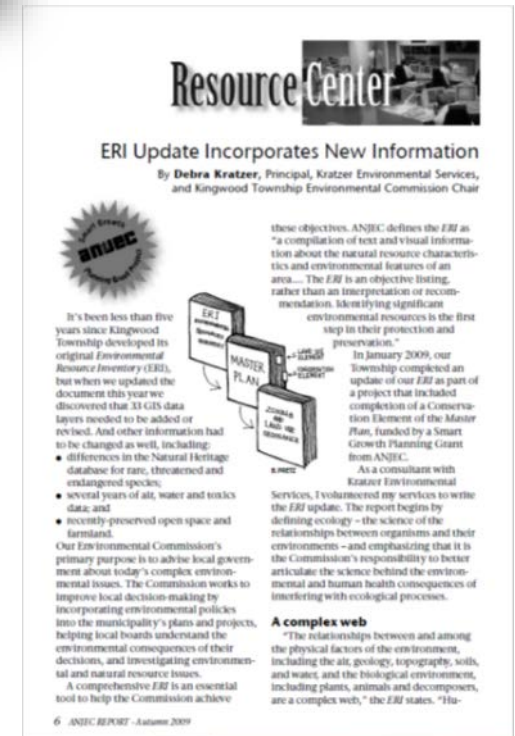 Resource Center
ERI Update Incorporates New Information
By Debra Kratzer, Principal, Kratzer Environmental Services,
and Kingwood Township Environmental Commission Chair
Smart Growth
anjec
Planning Grant Project
It's been less than five
years since Kingwood
Township developed its
original Environmental
Resource Inventory (ERI),
but when we updated the
document this year we
discovered that 33 GIS data
layers needed to be added or
revised. And other information had
to be changed as well, including:
• differences in the Natural Heritage
database for rare, threatened and
endangered species;
• several years of air, water and toxics
data; and
• recently-preserved open space and
farmland.
Our Environmental Commission's
primary purpose is to advise local govern-
ment about today's complex environ-
mental issues. The Commission works to
improve local decision-making by
incorporating environmental policies
into the municipality's plans and projects,
helping local boards understand the
environmental consequences of their
decisions, and investigating environmen-
tal and natural resource issues.
A comprehensive ERI is an essential
tool to help the Commission achieve
ERI
MASTER
PLAN
LAND USE
ELEMENT
CONSERVATION
ELEMENT
ZONING
AND
LAND USE
ORDINANCE
B. PRETZ
these objectives. ANJEC defines the ERI as
"a compilation of text and visual informa-
tion about the natural resource characteris-
tics and environmental features of an
area.... The ERI is an objective listing,
rather than an interpretation or recom-
mendation. Identifying significant
environmental resources is the first
step in their protection and
preservation."
In January 2009, our
Township completed an
update of our ERI as part of
a project that included
completion of a Conserva-
tion Element of the Master
Plan, funded by a Smart
Growth Planning Grant
from ANJEC.
As a consultant with
Kratzer Environmental
Services, I volunteered my services to write
the ERI update. The report begins by
defining ecology – the science of the
relationships between organisms and their
environments – and emphasizing that it is
the Commission's responsibility to better
articulate the science behind the environ-
mental and human health consequences of
interfering with ecological processes.
A complex web
"The relationships between and among
the physical factors of the environment,
including the air, geology, topography, soils,
and water, and the biological environment,
including plants, animals and decomposers,
are a complex web," the ERI states. "Hu-
6 ANJEC REPORT - Autumn 2009